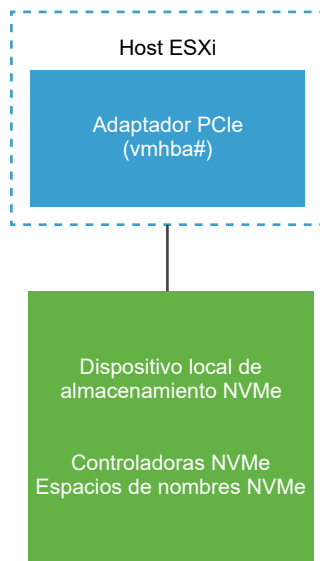 Host ESXi
Adaptador PCIe
(vmhba#)
Dispositivo local de
almacenamiento NVMe
Controladoras NVMe
Espacios de nombres NVMe